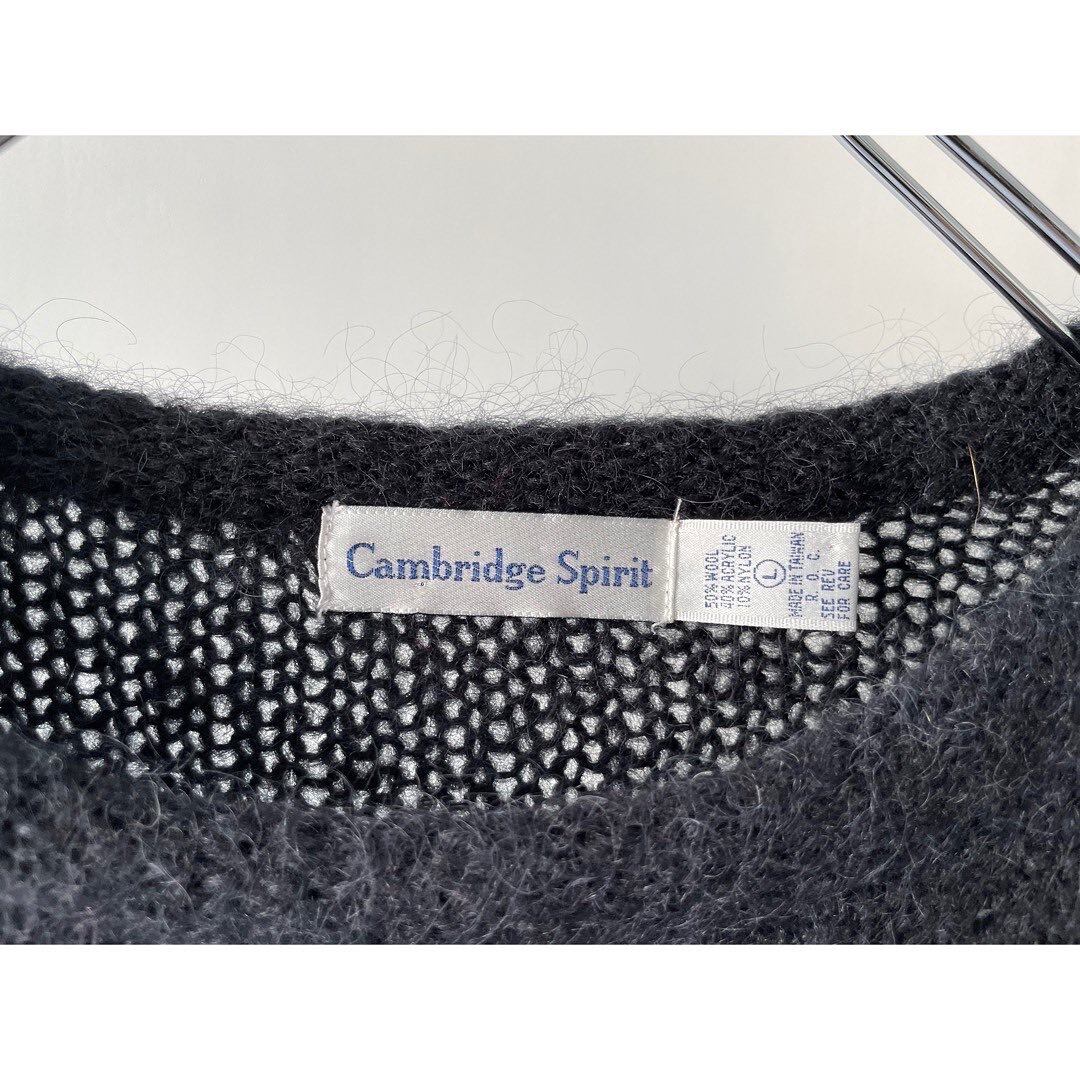 Cambridge Spirit
50% WOOL
40% ACRYLIC
10% NYLON
L
MADE IN TAIWAN
R. O. C.
SEE REV.
FOR CARE